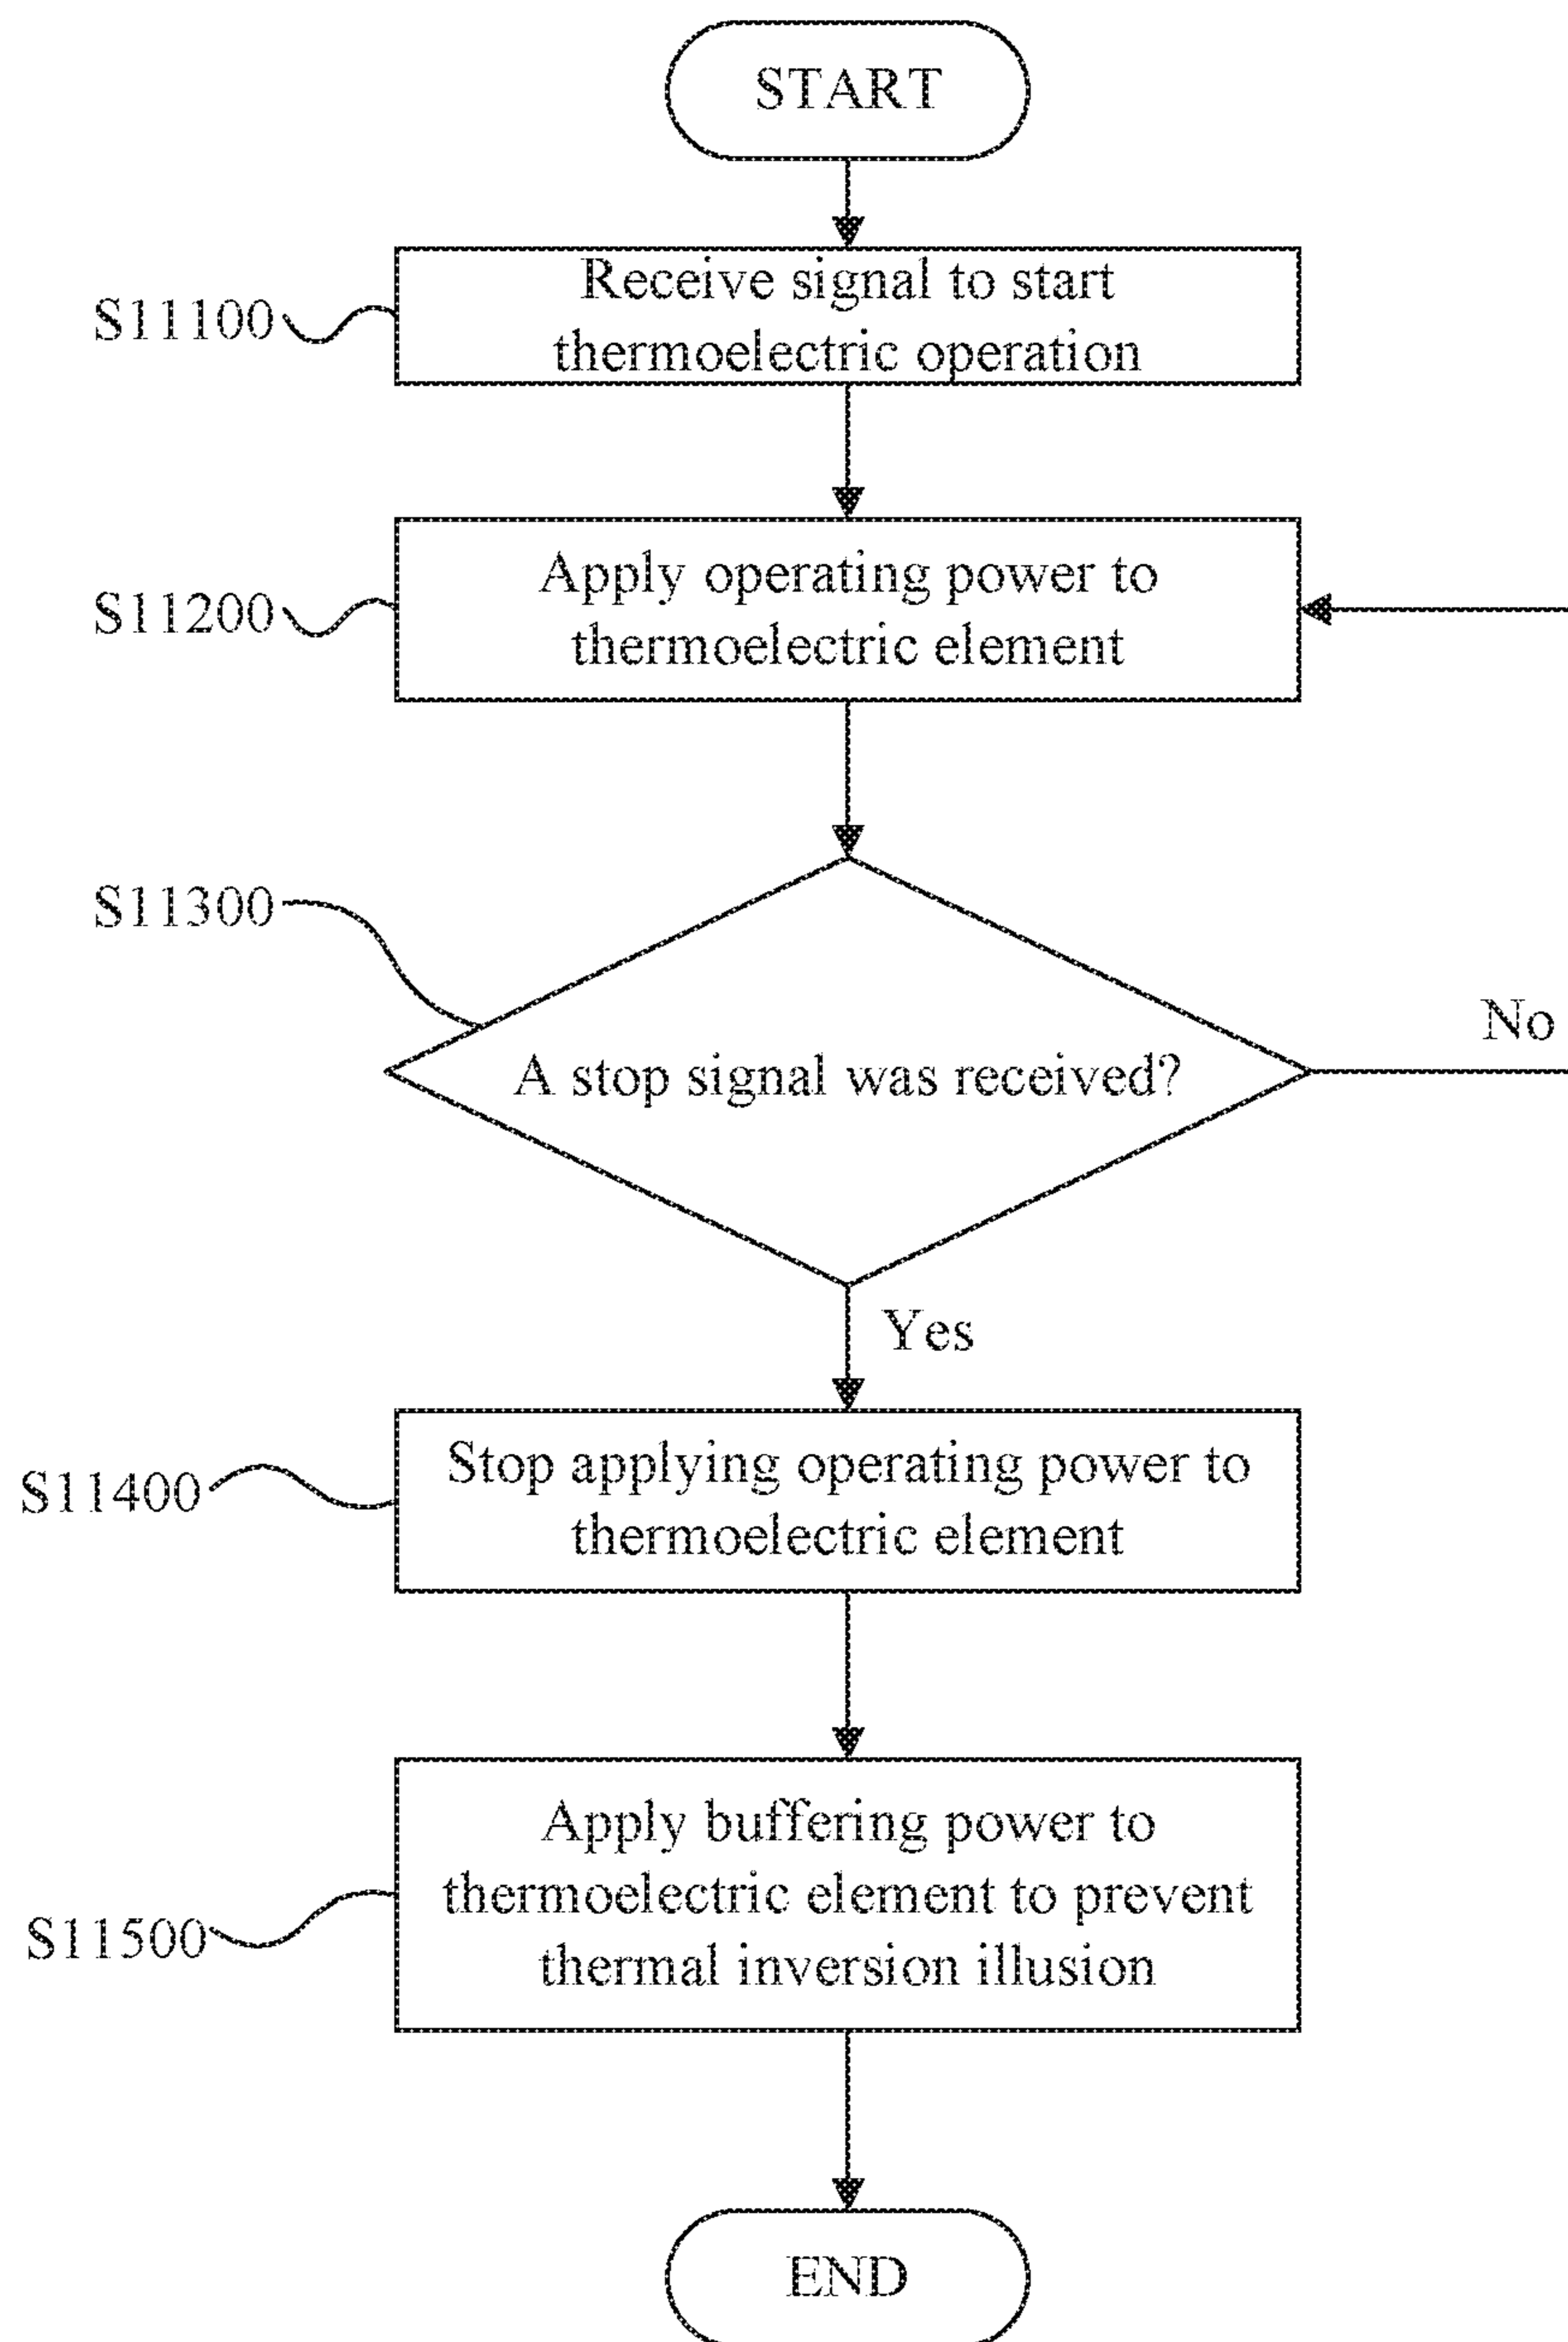 START
S11100
Receive signal to start
thermoelectric operation
S11200
Apply operating power to
thermoelectric element
S11300
A stop signal was received?
No
Yes
S11400
Stop applying operating power to
thermoelectric element
S11500
Apply buffering power to
thermoelectric element to prevent
thermal inversion illusion
END